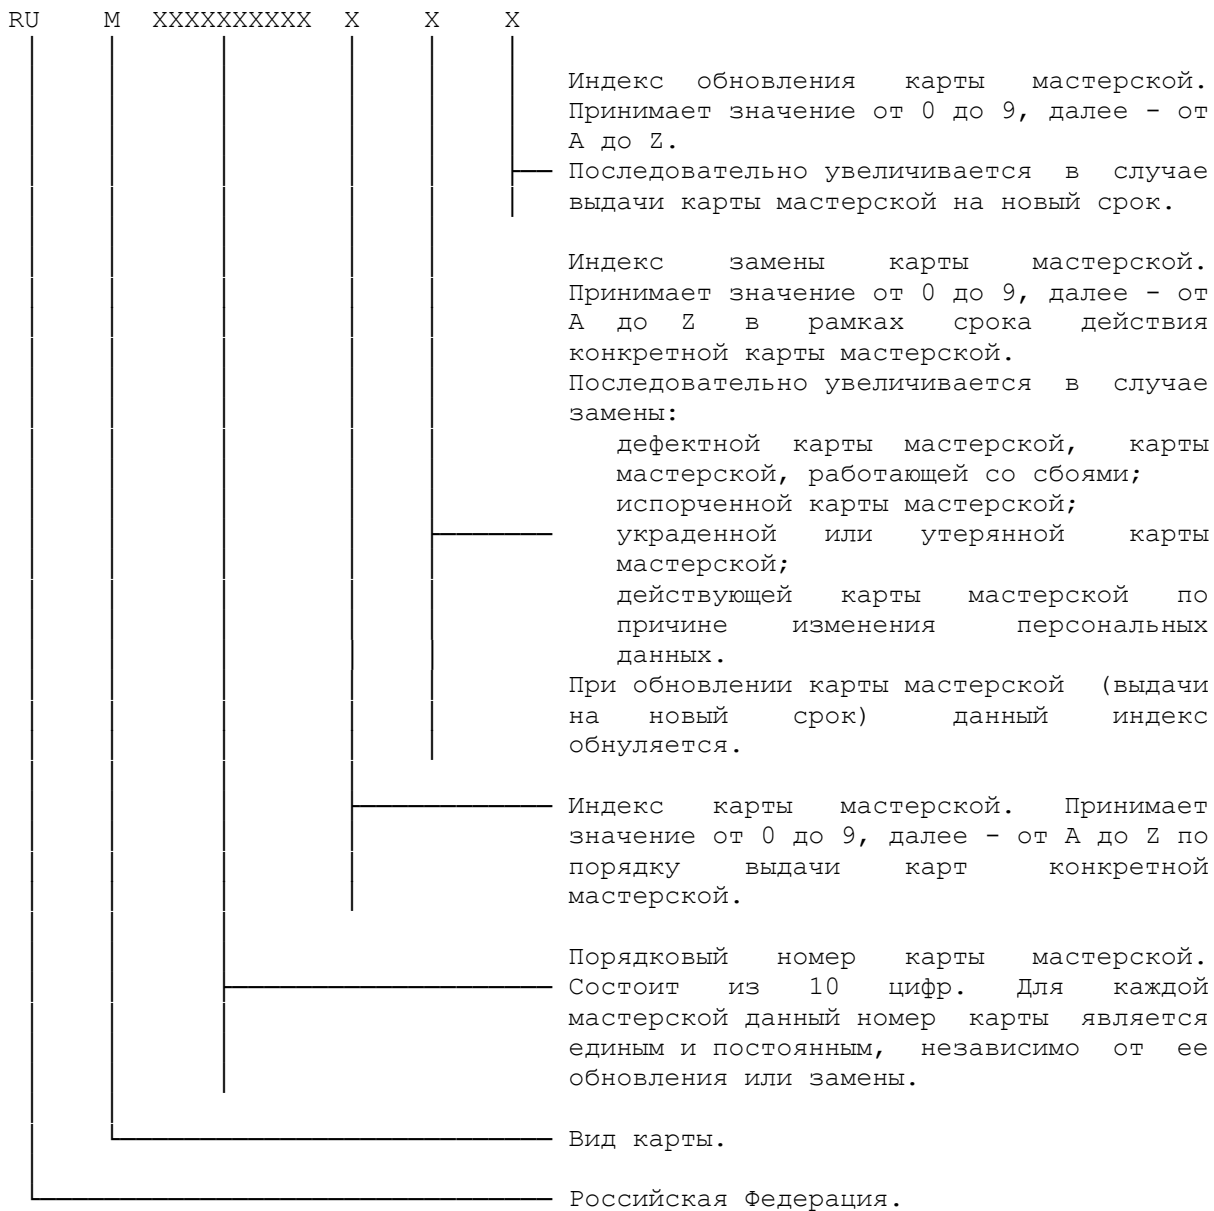 RU M XXXXXXXXXX X X X
Индекс обновления карты мастерской.
Принимает значение от 0 до 9, далее - от
A до Z.
Последовательно увеличивается в случае
выдачи карты мастерской на новый срок.
Индекс замены карты мастерской.
Принимает значение от 0 до 9, далее - от
A до Z в рамках срока действия
конкретной карты мастерской.
Последовательно увеличивается в случае
замены:
дефектной карты мастерской, карты
мастерской, работающей со сбоями;
испорченной карты мастерской;
украденной или утерянной карты
мастерской;
действующей карты мастерской по
причине изменения персональных
данных.
При обновлении карты мастерской (выдачи
на новый срок) данный индекс
обнуляется.
Индекс карты мастерской. Принимает
значение от 0 до 9, далее - от A до Z по
порядку выдачи карт конкретной
мастерской.
Порядковый номер карты мастерской.
Состоит из 10 цифр. Для каждой
мастерской данный номер карты является
единым и постоянным, независимо от ее
обновления или замены.
Вид карты.
Российская Федерация.